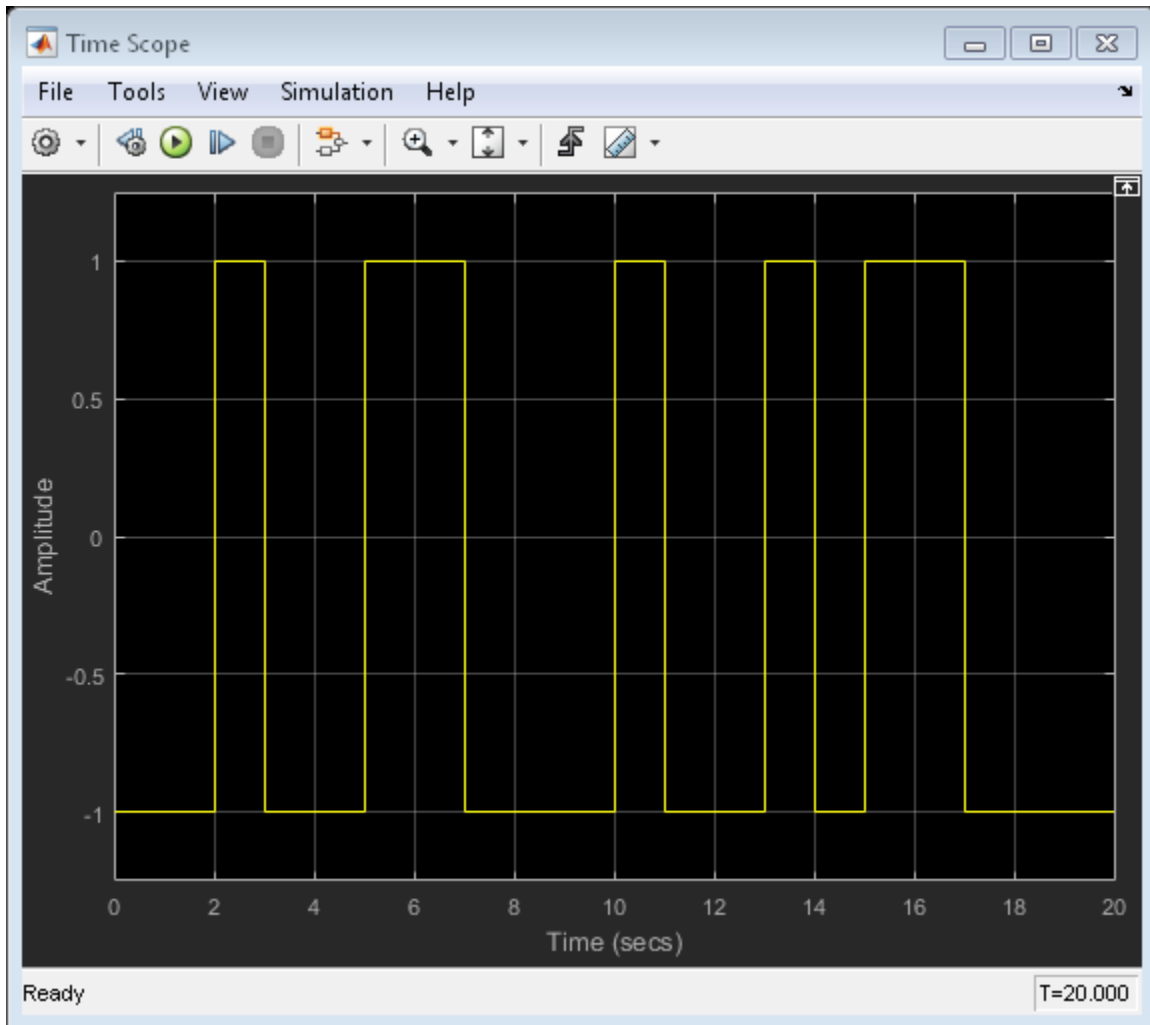 Time Scope
File Tools View Simulation Help
1
0.5
0
-0.5
-1
Amplitude
0 2 4 6 8 10 12 14 16 18 20
Time (secs)
Ready T=20.000